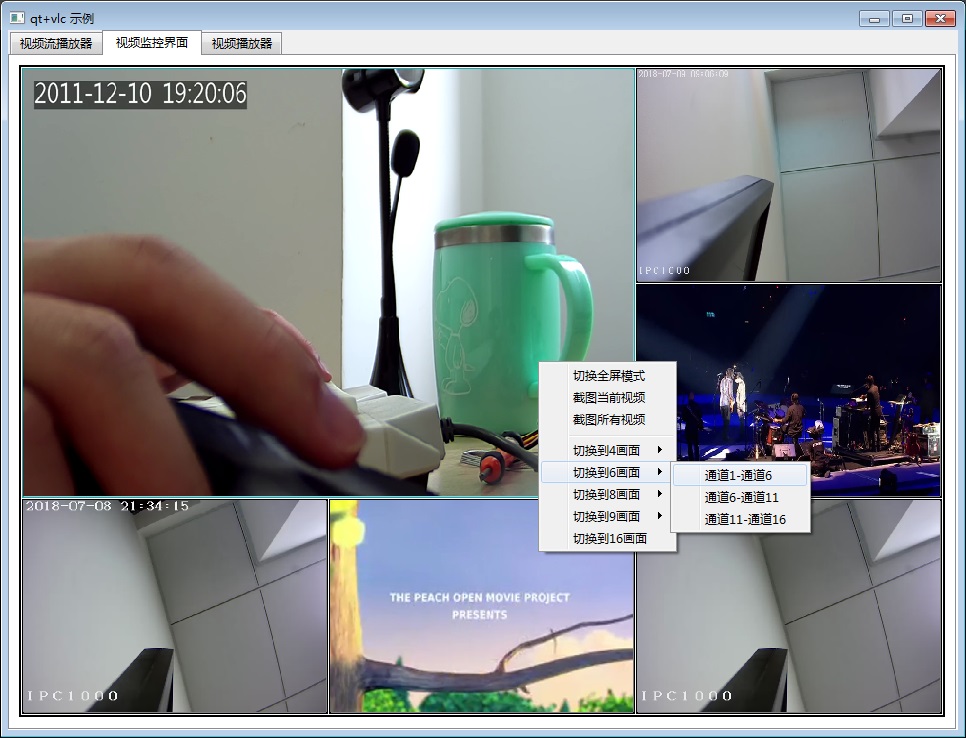 qt+vlc 示例
视频流播放器
视频监控界面
视频播放器
2011-12-10 19:20:06
2018-07-09 05:06:09
IPC1C00
切换全屏模式
截图当前视频
截图所有视频
切换到4画面
切换到6画面
切换到8画面
切换到9画面
切换到16画面
通道1-通道6
通道6-通道11
通道11-通道16
2018-07-08 21:34:15
IPC1000
THE PEACH OPEN MOVIE PROJECT
PRESENTS
IPC1000